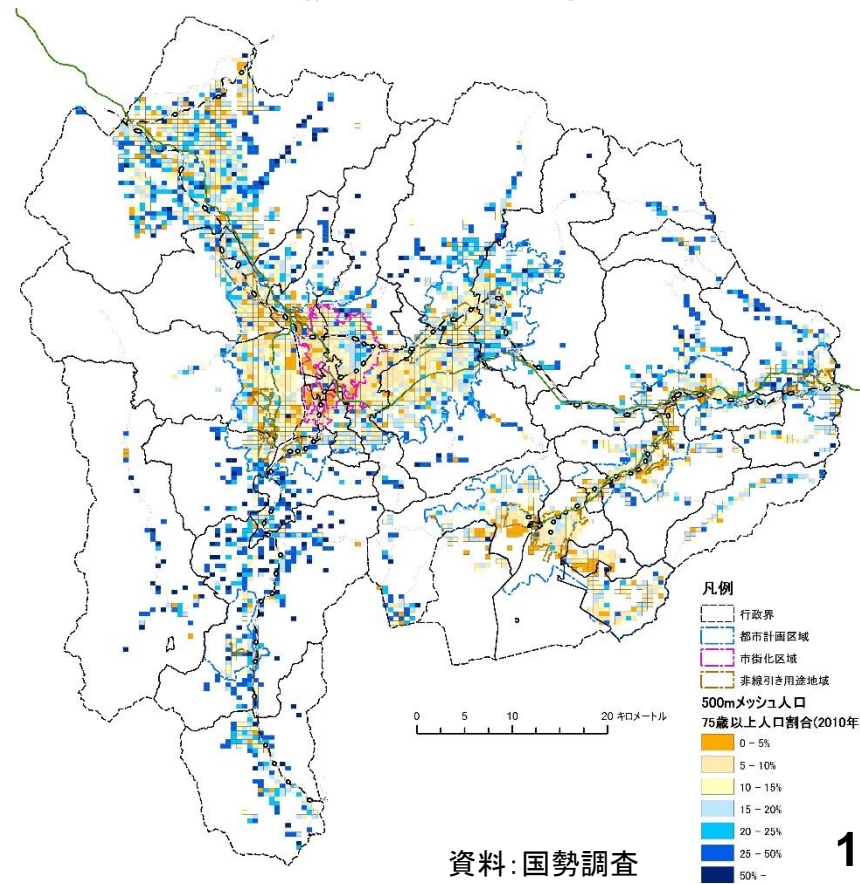 凡例
行政界
都市計画区域
市街化区域
非線引き用途地域
500mメッシュ人口
75歳以上人口割合(2010年
0 - 5%
5 - 10%
10 - 15%
15 - 20%
20 - 25%
25 - 50%
50% -
0 5 10 20 キロメートル
資料：国勢調査
1